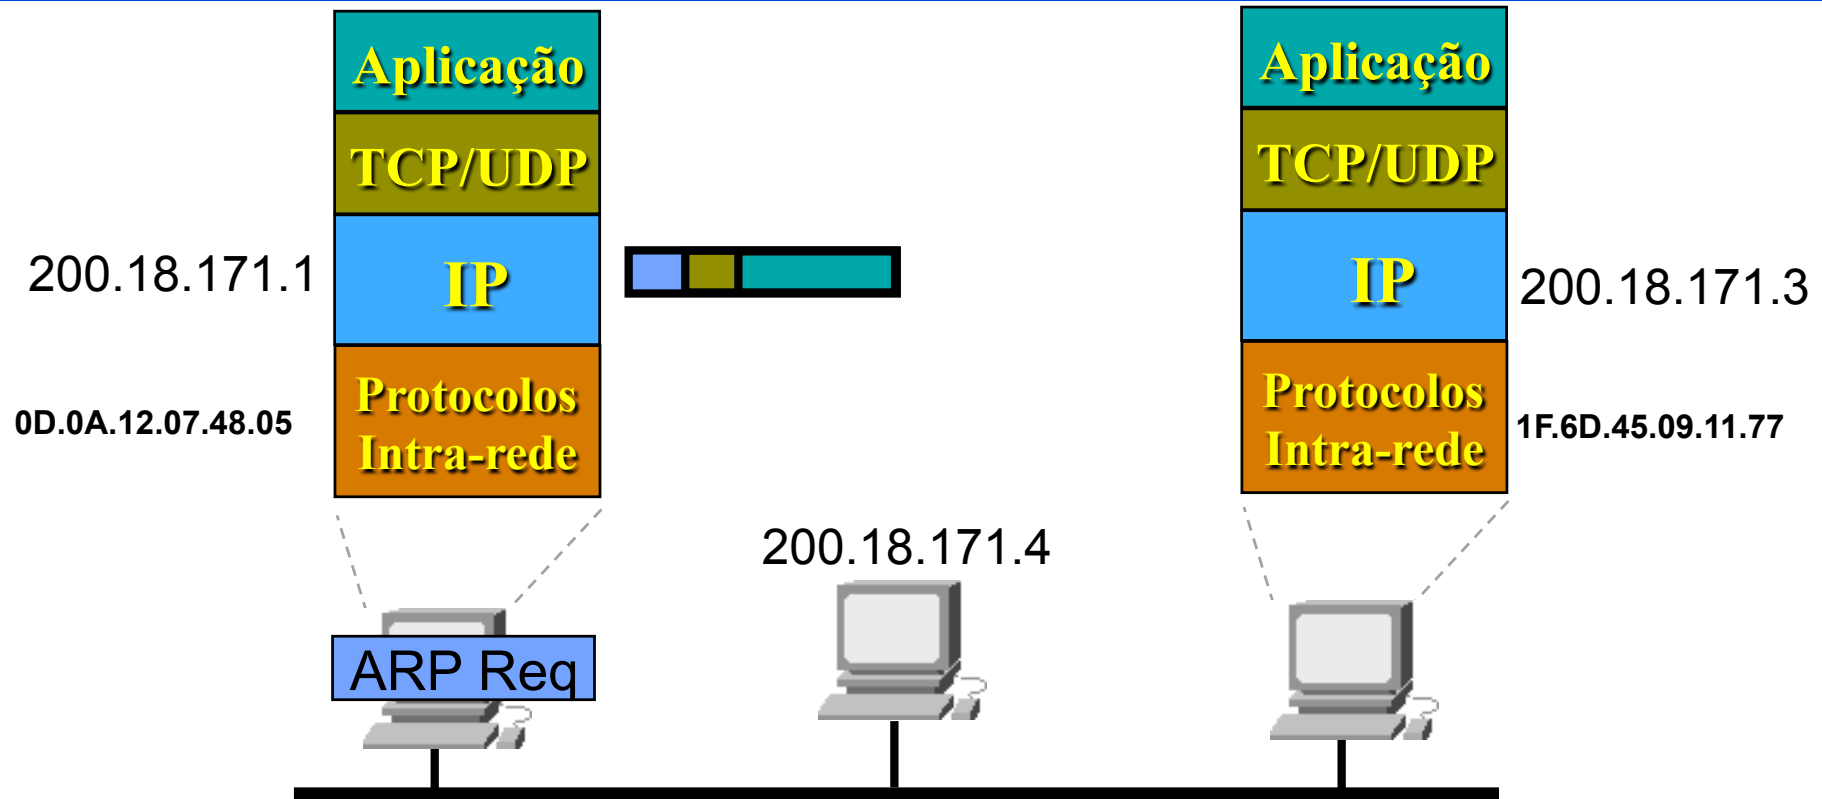 Aplicação
TCP/UDP
IP
Protocolos
Intra-rede
200.18.171.1
0D.0A.12.07.48.05
Aplicação
TCP/UDP
IP
Protocolos
Intra-rede
200.18.171.3
1F.6D.45.09.11.77
200.18.171.4
ARP Req